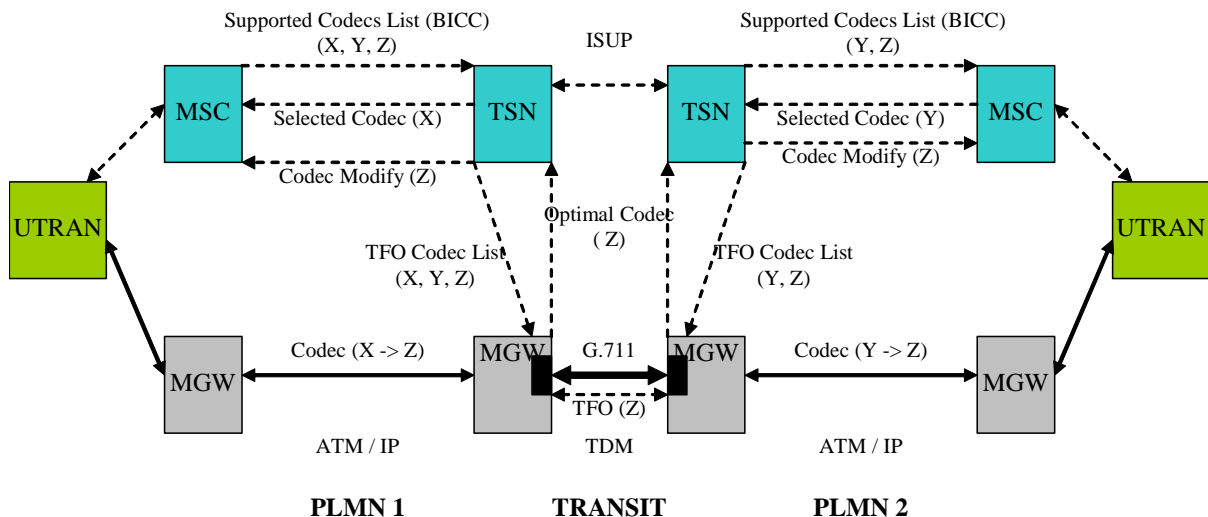 Supported Codecs List (BICC)
(X, Y, Z)
ISUP
Supported Codecs List (BICC)
(Y, Z)
MSC
TSN
TSN
MSC
Selected Codec (X)
Selected Codec (Y)
Codec Modify (Z)
Codec Modify (Z)
UTRAN
UTRAN
Optimal Codec
( Z)
TFO Codec List
(X, Y, Z)
TFO Codec List
(Y, Z)
MGW
Codec (X -> Z)
MGW
G.711
MGW
Codec (Y -> Z)
MGW
TFO (Z)
ATM / IP
TDM
ATM / IP
PLMN 1
TRANSIT
PLMN 2